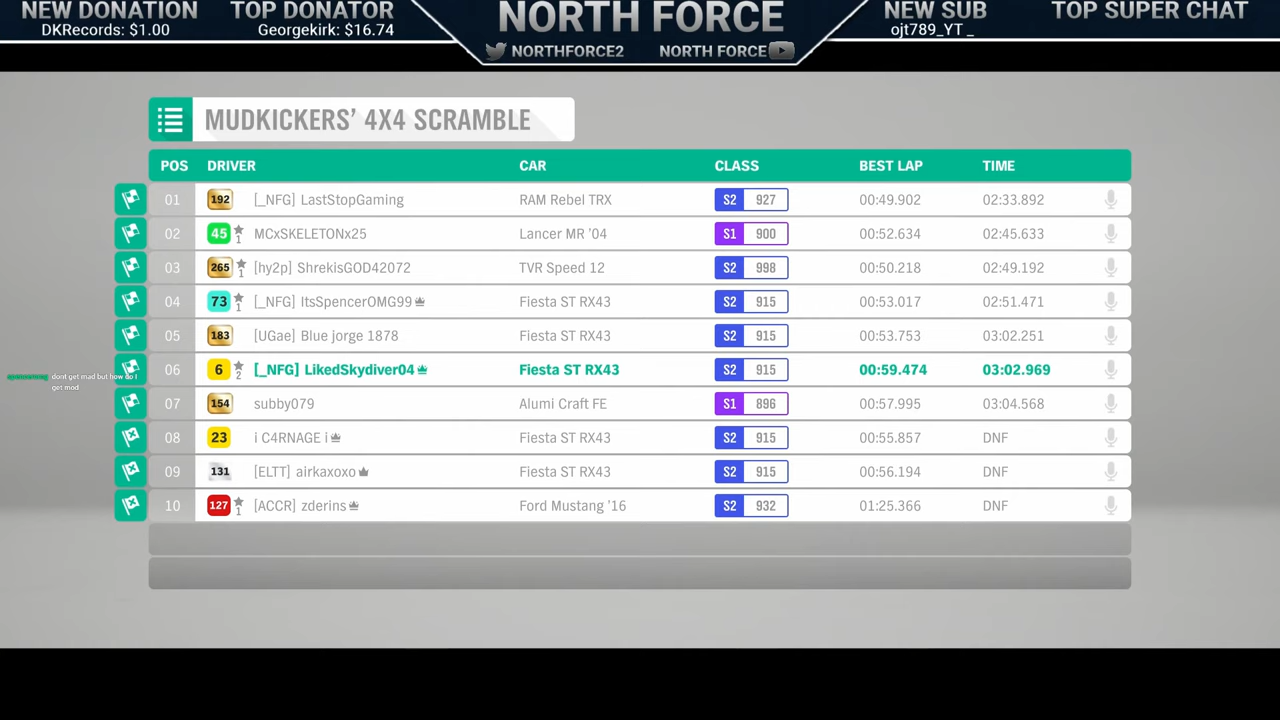 NEW DONATION
DKRecords: $1.00
TOP DONATOR
Georgekirk: $16.74
NORTH FORCE
NORTHFORCE2 NORTH FORCE
NEW SUB
ojt789_YT _
TOP SUPER CHAT
MUDKICKERS' 4X4 SCRAMBLE
POS DRIVER CAR CLASS BEST LAP TIME
01 192 [_NFG] LastStopGaming RAM Rebel TRX S2 927 00:49.902 02:33.892
02 45 1 MCxSKELETONx25 Lancer MR '04 S1 900 00:52.634 02:45.633
03 265 1 [hy2p] ShrekisGOD42072 TVR Speed 12 S2 998 00:50.218 02:49.192
04 73 1 [_NFG] ItsSpencerOMG99 Fiesta ST RX43 S2 915 00:53.017 02:51.471
05 183 [UGae] Blue jorge 1878 Fiesta ST RX43 S2 915 00:53.753 03:02.251
06 6 2 [_NFG] LikedSkydiver04 Fiesta ST RX43 S2 915 00:59.474 03:02.969
dont get mad but how do I
get mod
07 154 subby079 Alumi Craft FE S1 896 00:57.995 03:04.568
08 23 i C4RNAGE i Fiesta ST RX43 S2 915 00:55.857 DNF
09 131 [ELTT] airkaxoxo Fiesta ST RX43 S2 915 00:56.194 DNF
10 127 1 [ACCR] zderins Ford Mustang '16 S2 932 01:25.366 DNF